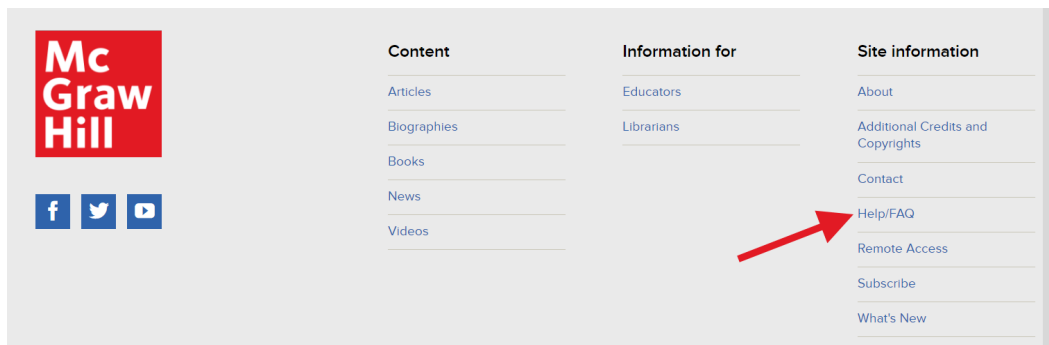 Mc
Graw
Hill
Content
Articles
Biographies
Books
News
Videos
Information for
Educators
Librarians
Site information
About
Additional Credits and
Copyrights
Contact
Help/FAQ
Remote Access
Subscribe
What's New